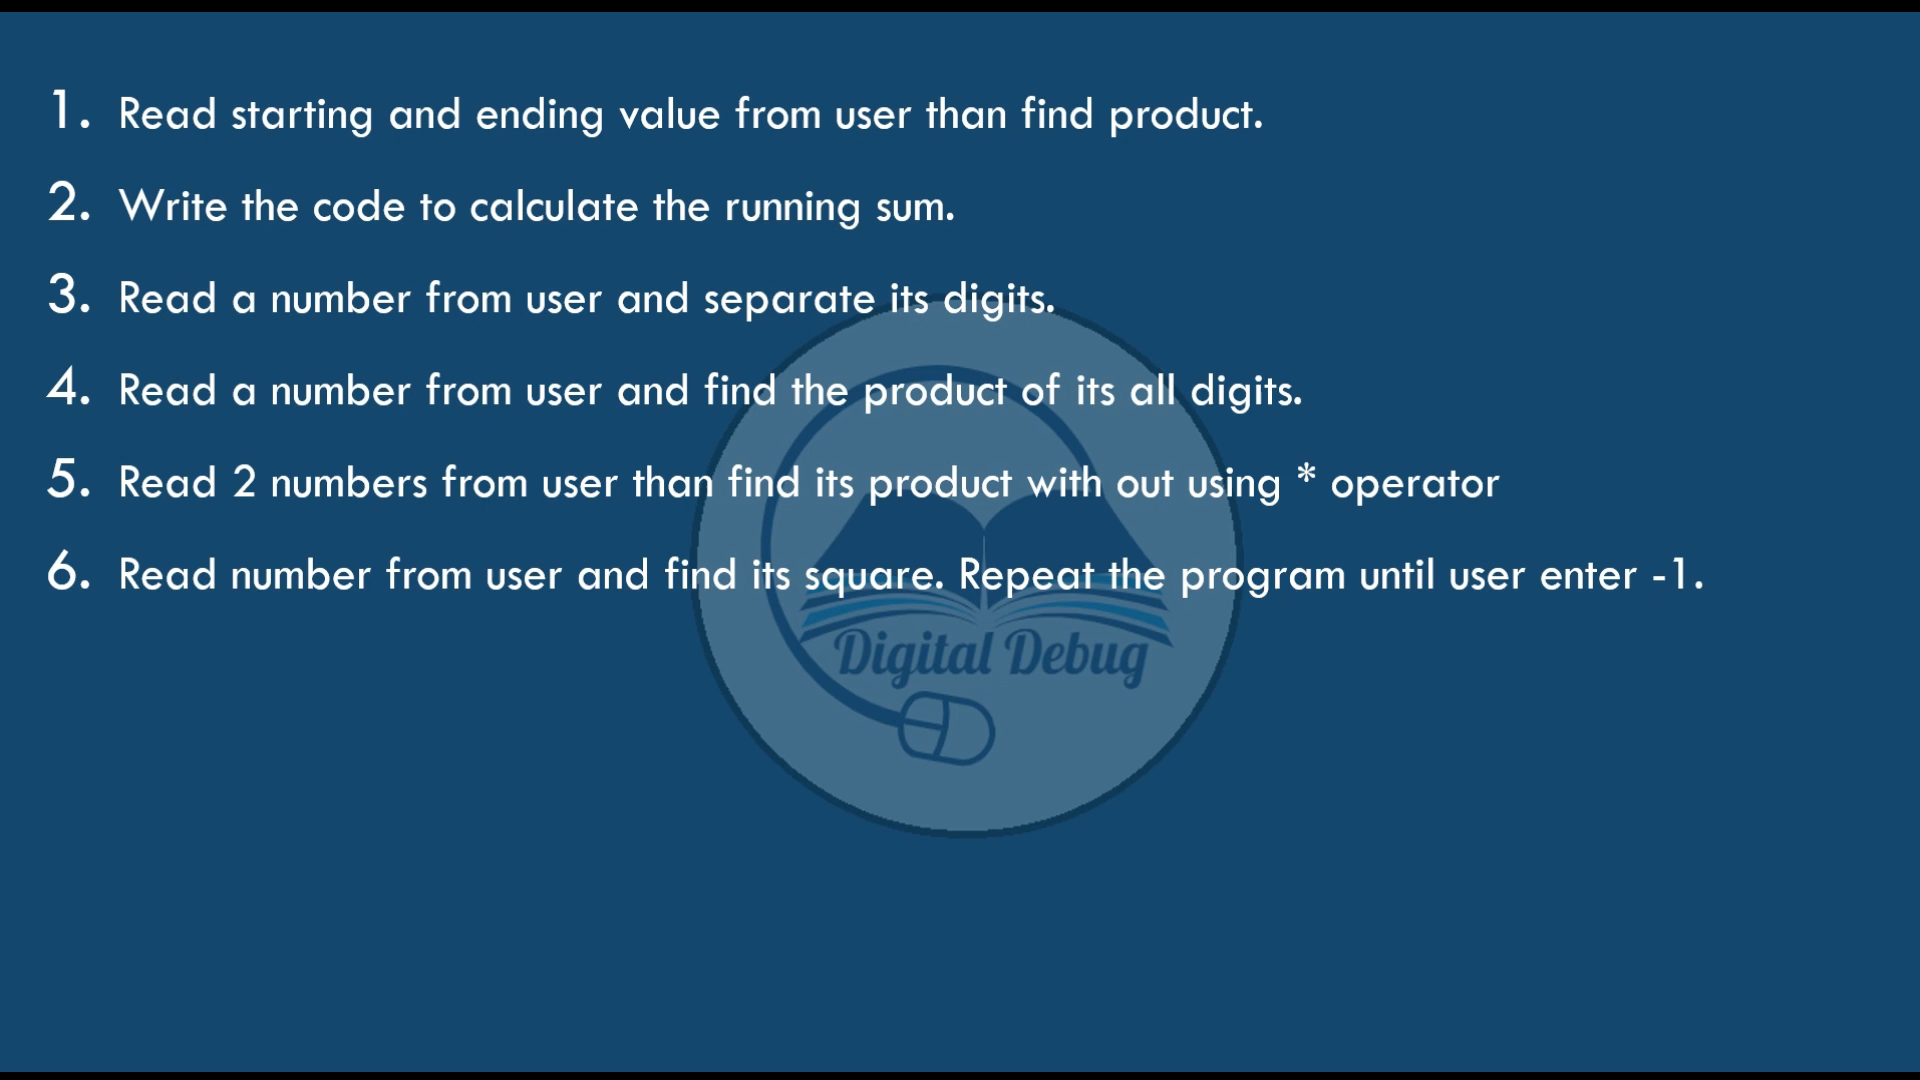 1. Read starting and ending value from user than find product.
2. Write the code to calculate the running sum.
3. Read a number from user and separate its digits.
4. Read a number from user and find the product of its all digits.
5. Read 2 numbers from user than find its product with out using * operator
6. Read number from user and find its square. Repeat the program until user enter -1.
Digital Debug